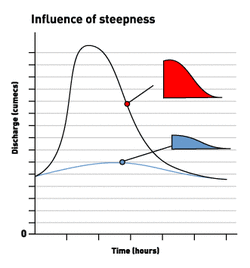 Influence of steepness
Discharge (cumecs)
0
Time (hours)